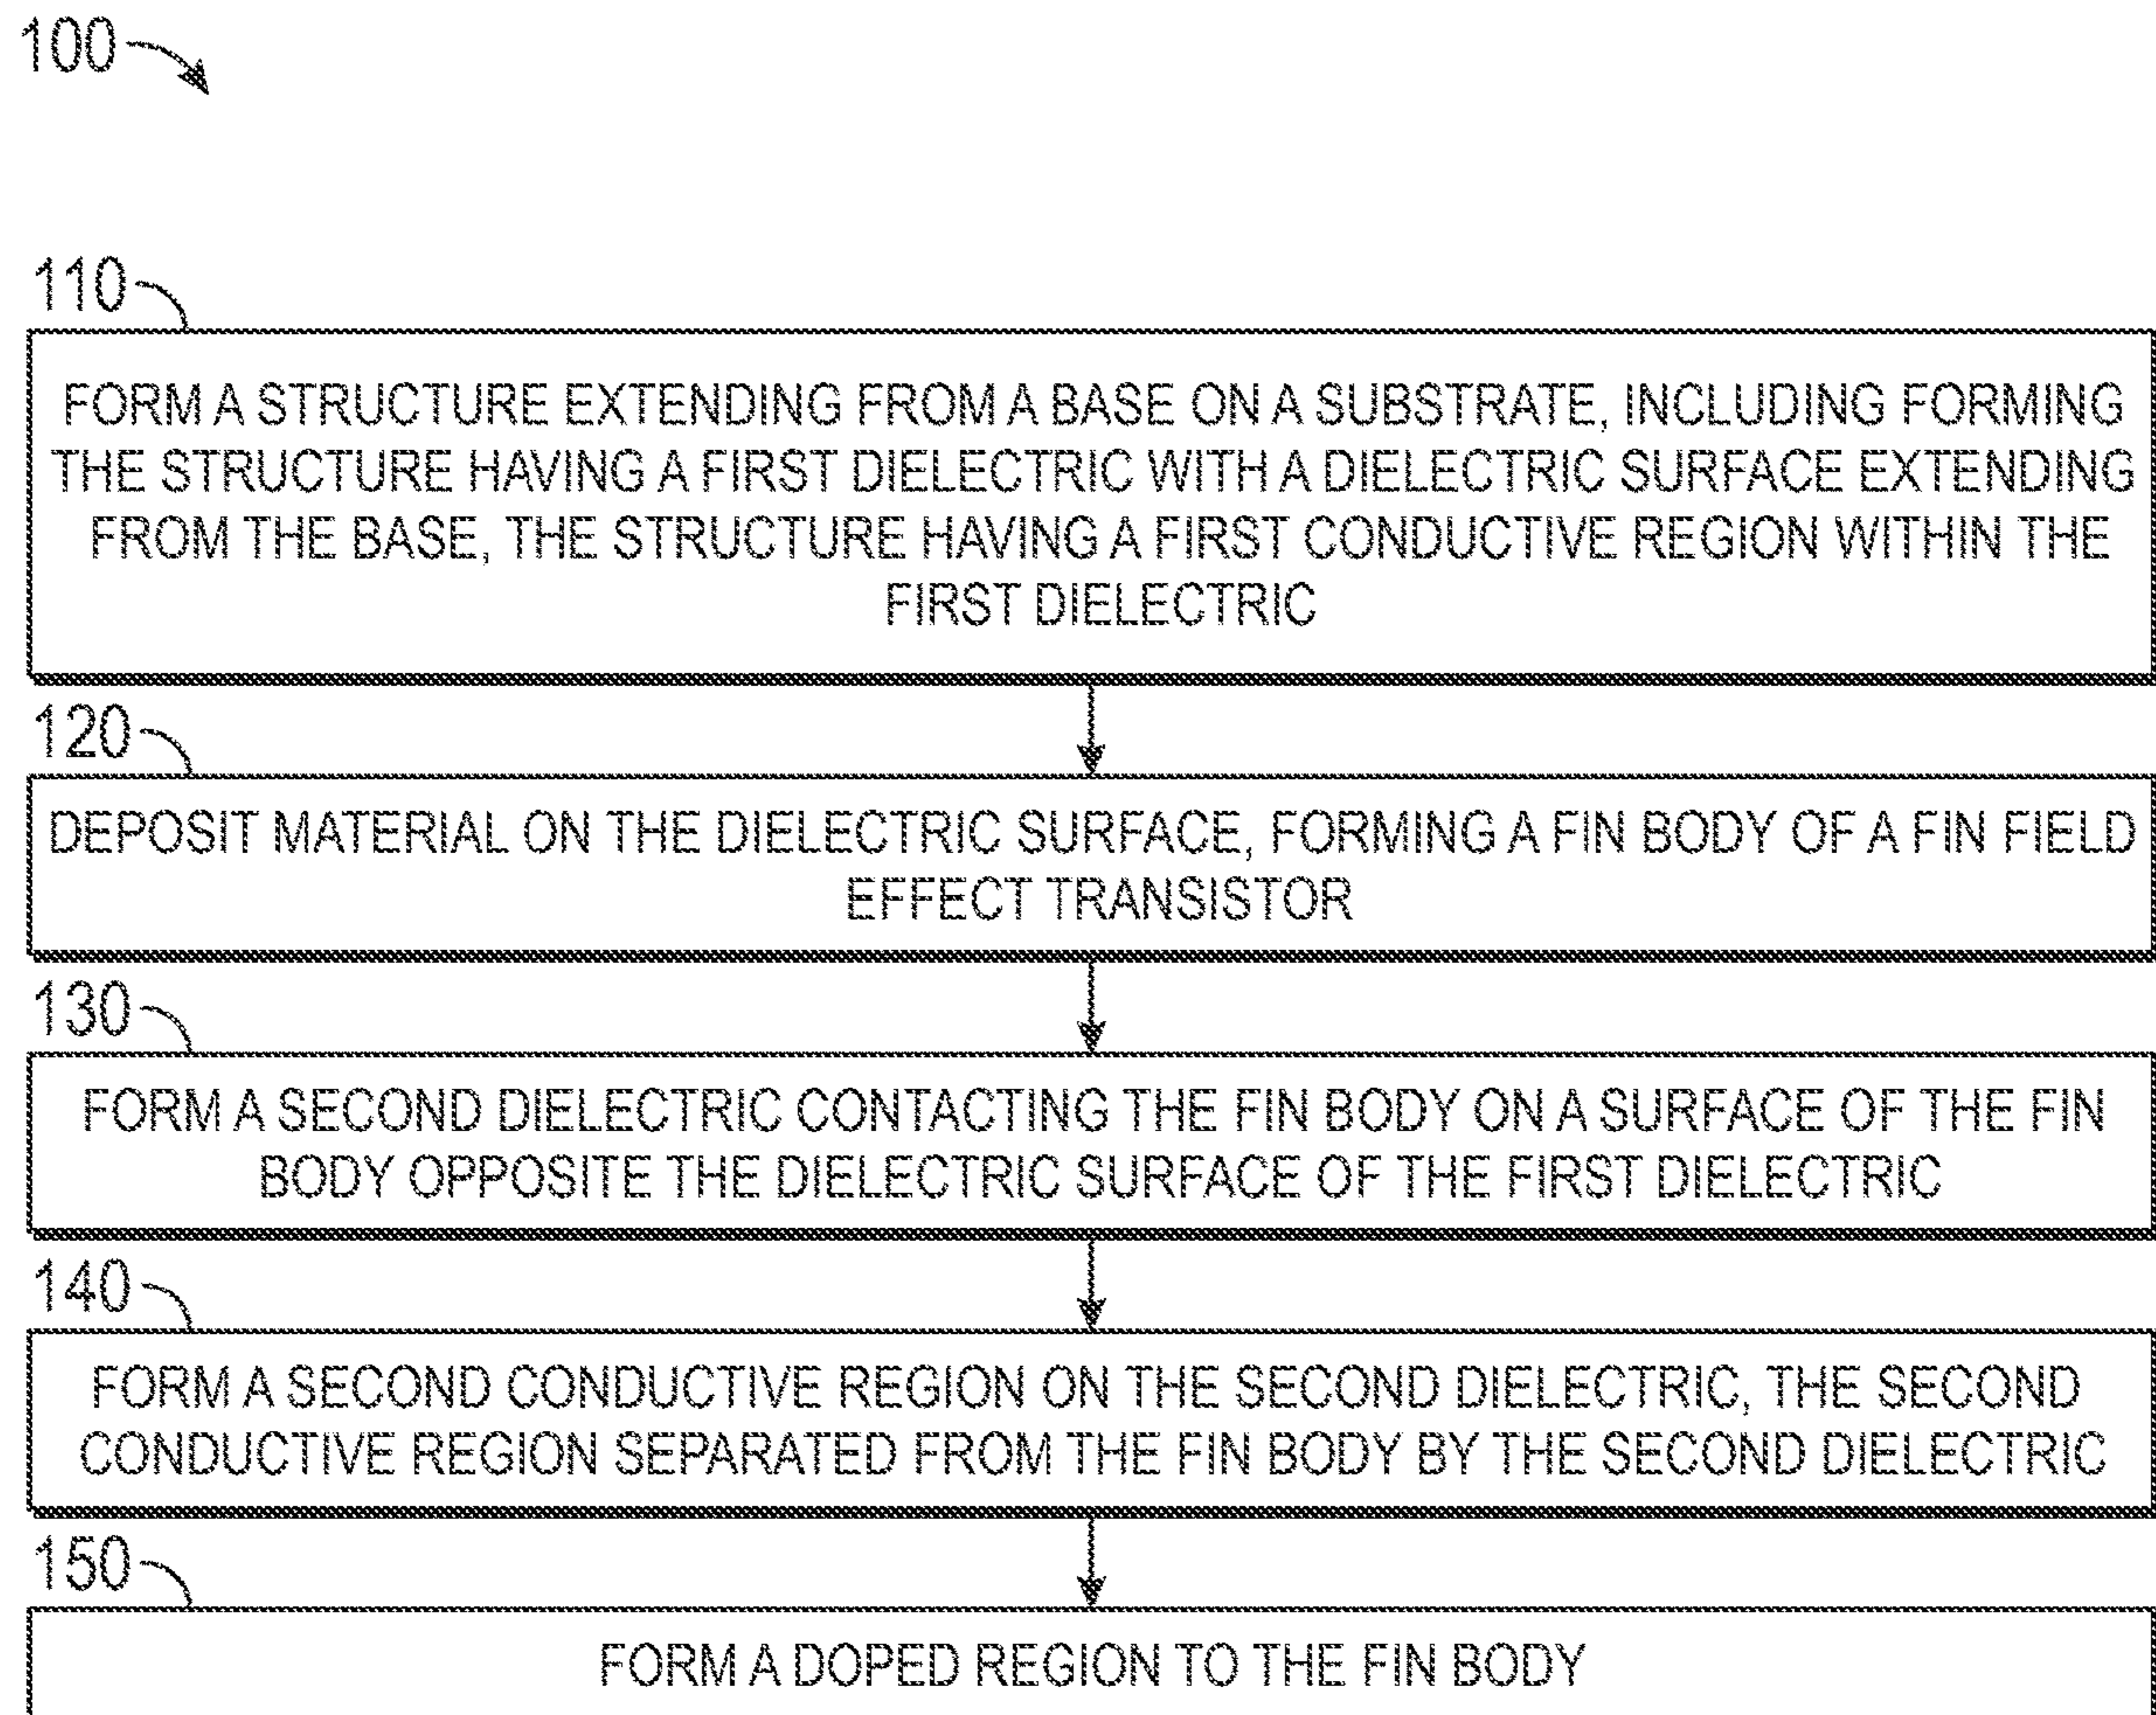 100
110
FORM A STRUCTURE EXTENDING FROM A BASE ON A SUBSTRATE, INCLUDING FORMING
THE STRUCTURE HAVING A FIRST DIELECTRIC WITH A DIELECTRIC SURFACE EXTENDING
FROM THE BASE, THE STRUCTURE HAVING A FIRST CONDUCTIVE REGION WITHIN THE
FIRST DIELECTRIC
120
DEPOSIT MATERIAL ON THE DIELECTRIC SURFACE, FORMING A FIN BODY OF A FIN FIELD
EFFECT TRANSISTOR
130
FORM A SECOND DIELECTRIC CONTACTING THE FIN BODY ON A SURFACE OF THE FIN
BODY OPPOSITE THE DIELECTRIC SURFACE OF THE FIRST DIELECTRIC
140
FORM A SECOND CONDUCTIVE REGION ON THE SECOND DIELECTRIC, THE SECOND
CONDUCTIVE REGION SEPARATED FROM THE FIN BODY BY THE SECOND DIELECTRIC
150
FORM A DOPED REGION TO THE FIN BODY